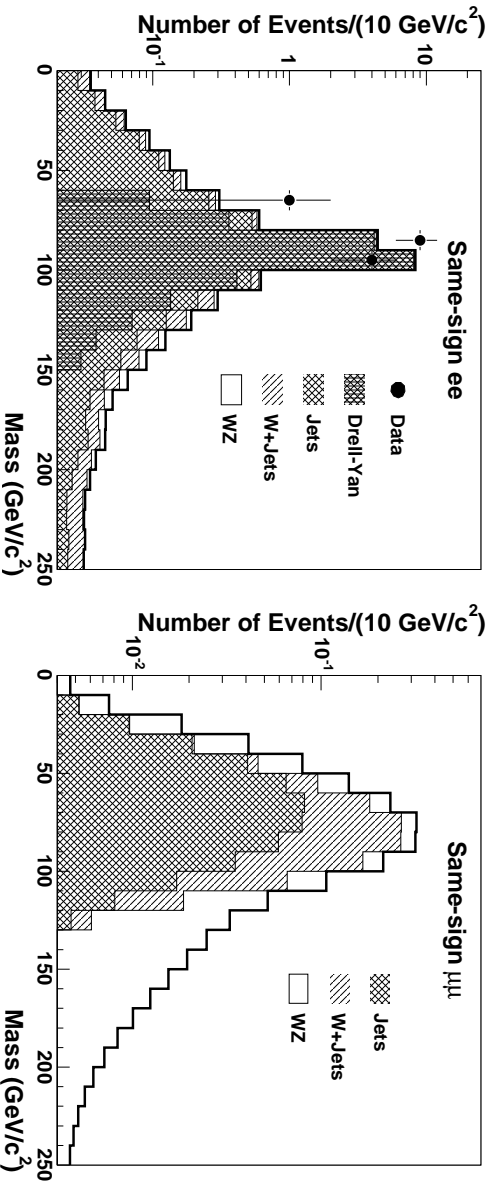 Same-sign ee
Number of Events/(10 GeV/c²)
10⁻¹
1
10
Data
Drell-Yan
Jets
W+Jets
WZ
0 50 100 150 200 250
Mass (GeV/c²)
Same-sign μμ
Number of Events/(10 GeV/c²)
10⁻²
10⁻¹
Jets
W+Jets
WZ
0 50 100 150 200 250
Mass (GeV/c²)